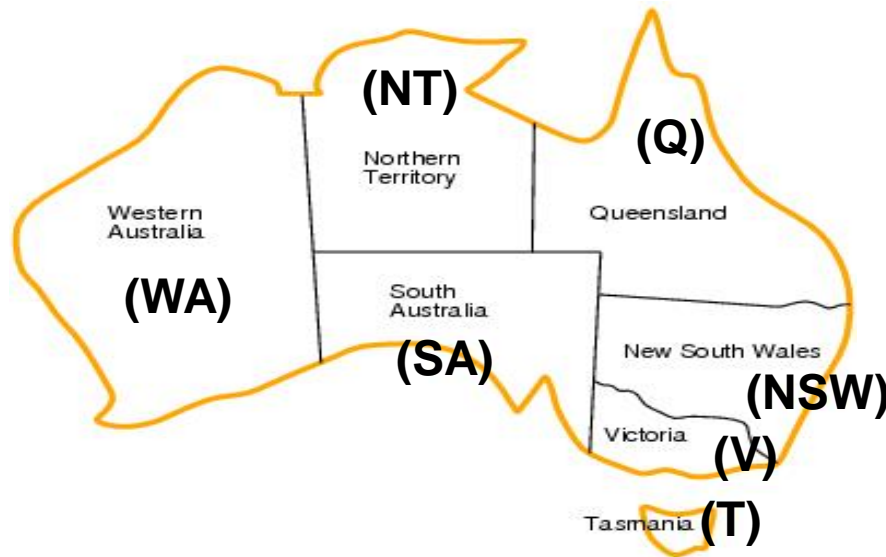 (NT)
(Q)
Northern
Territory
Western
Australia
Queensland
(WA)
South
Australia
(SA)
New South Wales
(NSW)
Victoria
(V)
Tasmania
(T)